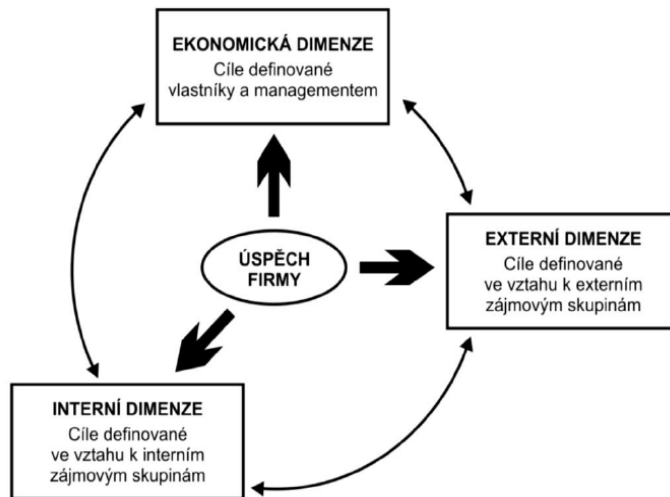 EKONOMICKÁ DIMENZE
Cíle definované
vlastníky a managementem
ÚSPĚCH
FIRMY
EXTERNÍ DIMENZE
Cíle definované
ve vztahu k externím
zájmovým skupinám
INTERNÍ DIMENZE
Cíle definované
ve vztahu k interním
zájmovým skupinám